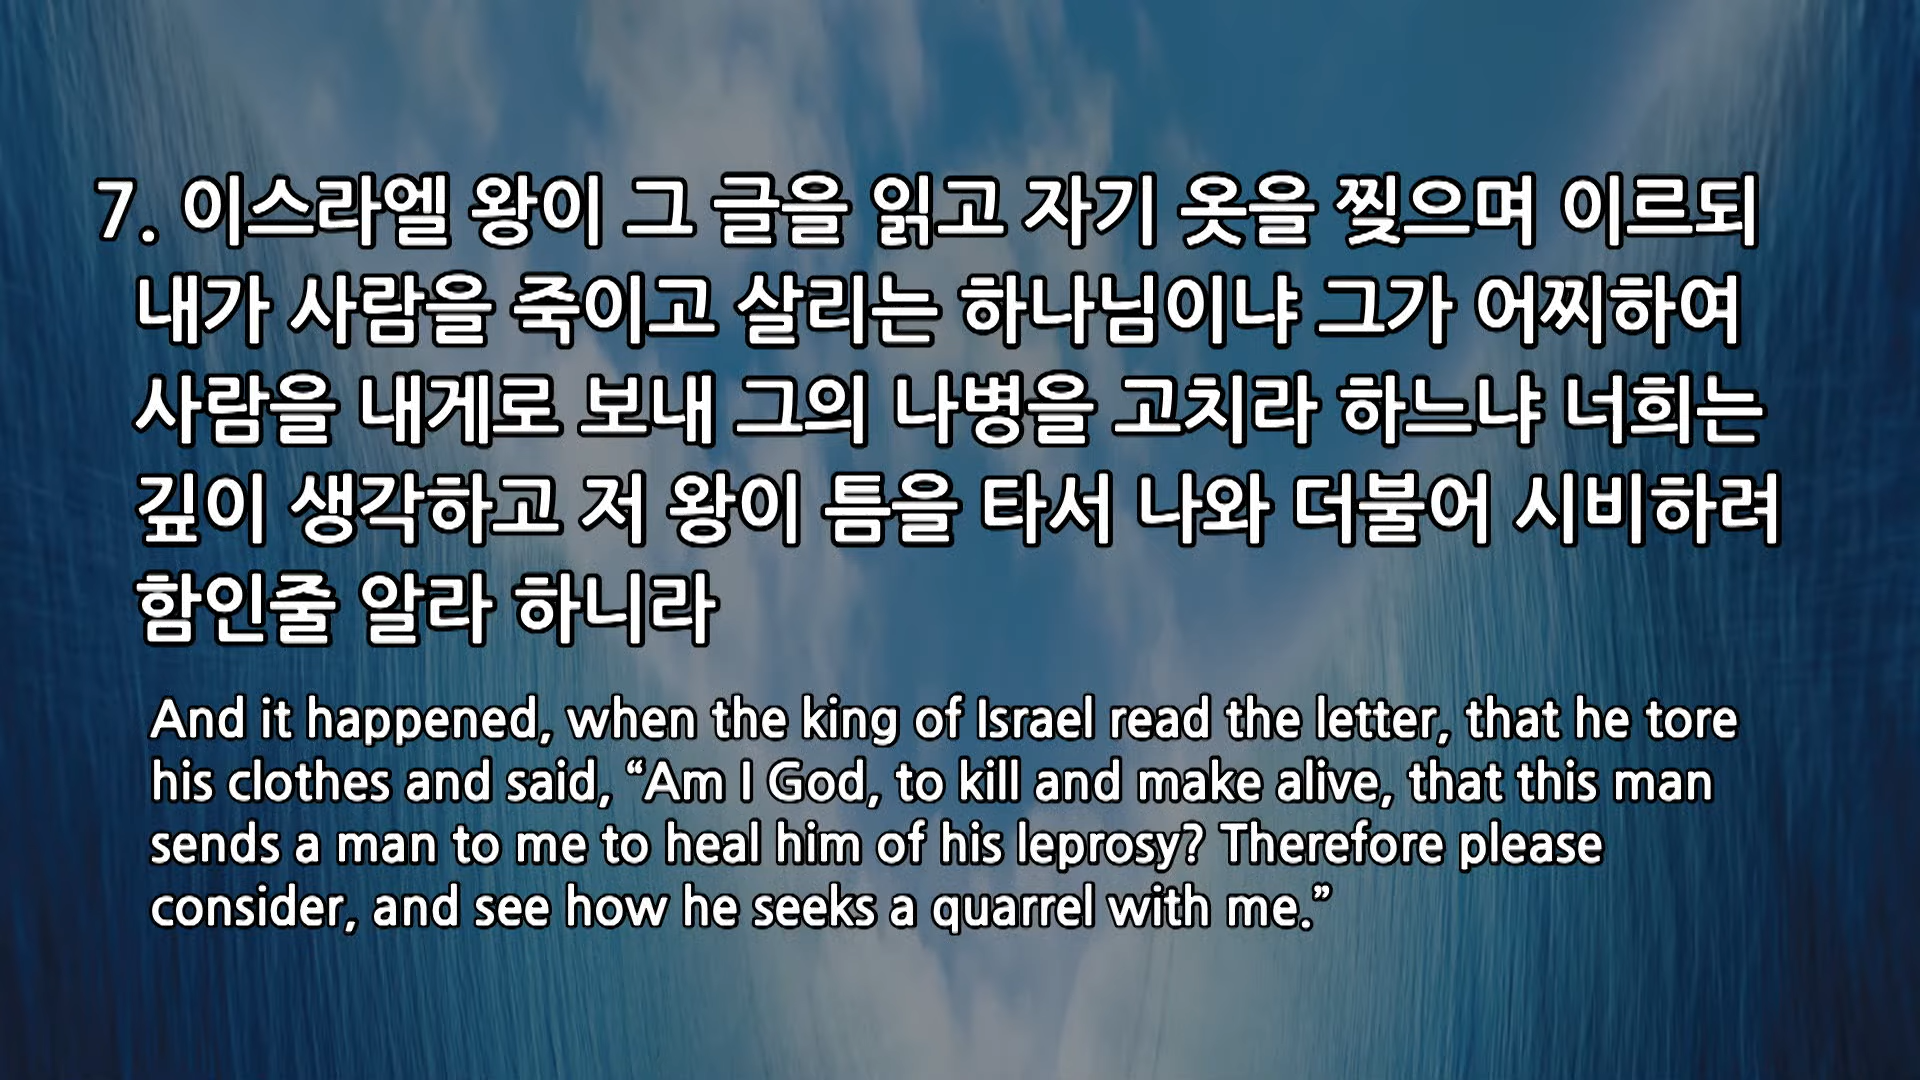 7. 이스라엘 왕이 그 글을 읽고 자기 옷을 찢으며 이르되
내가 사람을 죽이고 살리는 하나님이냐 그가 어찌하여
사람을 내게로 보내 그의 나병을 고치라 하느냐 너희는
깊이 생각하고 저 왕이 틈을 타서 나와 더불어 시비하려
함인줄 알라 하니라
And it happened, when the king of Israel read the letter, that he tore
his clothes and said, “Am I God, to kill and make alive, that this man
sends a man to me to heal him of his leprosy? Therefore please
consider, and see how he seeks a quarrel with me.”